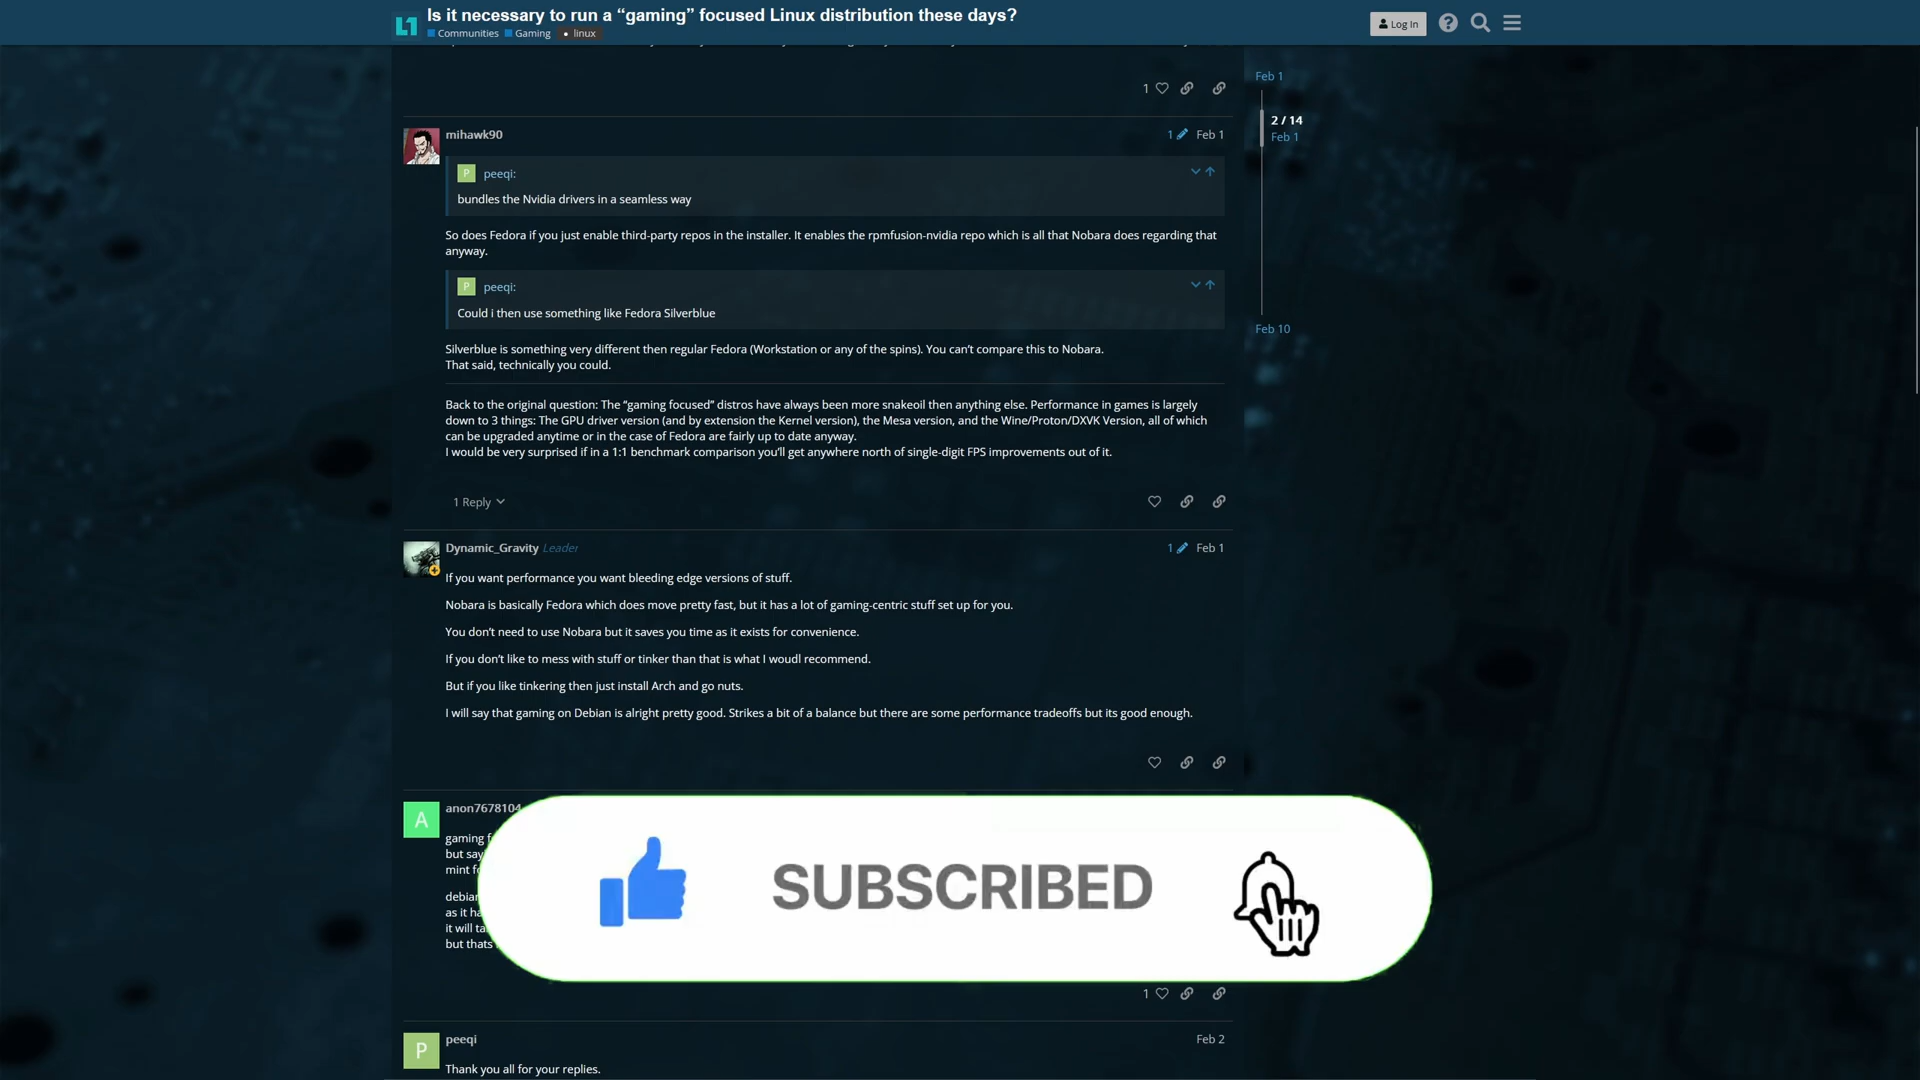 Is it necessary to run a “gaming” focused Linux distribution these days?
Communities Gaming linux
Log In
Feb 1
1
2 / 14
Feb 1
Feb 10
mihawk90
1 Feb 1
P peeqi:
bundles the Nvidia drivers in a seamless way
So does Fedora if you just enable third-party repos in the installer. It enables the rpmfusion-nvidia repo which is all that Nobara does regarding that
anyway.
P peeqi:
Could i then use something like Fedora Silverblue
Silverblue is something very different then regular Fedora (Workstation or any of the spins). You can’t compare this to Nobara.
That said, technically you could.
Back to the original question: The “gaming focused” distros have always been more snakeoil then anything else. Performance in games is largely
down to 3 things: The GPU driver version (and by extension the Kernel version), the Mesa version, and the Wine/Proton/DXVK Version, all of which
can be upgraded anytime or in the case of Fedora are fairly up to date anyway.
I would be very surprised if in a 1:1 benchmark comparison you’ll get anywhere north of single-digit FPS improvements out of it.
1 Reply
Dynamic_Gravity Leader
1 Feb 1
If you want performance you want bleeding edge versions of stuff.
Nobara is basically Fedora which does move pretty fast, but it has a lot of gaming-centric stuff set up for you.
You don’t need to use Nobara but it saves you time as it exists for convenience.
If you don’t like to mess with stuff or tinker than that is what I woudl recommend.
But if you like tinkering then just install Arch and go nuts.
I will say that gaming on Debian is alright pretty good. Strikes a bit of a balance but there are some performance tradeoffs but its good enough.
A anon7678104
gaming
but
mint
as it
it will
but thats
SUBSCRIBED
1
P peeqi
Feb 2
Thank you all for your replies.